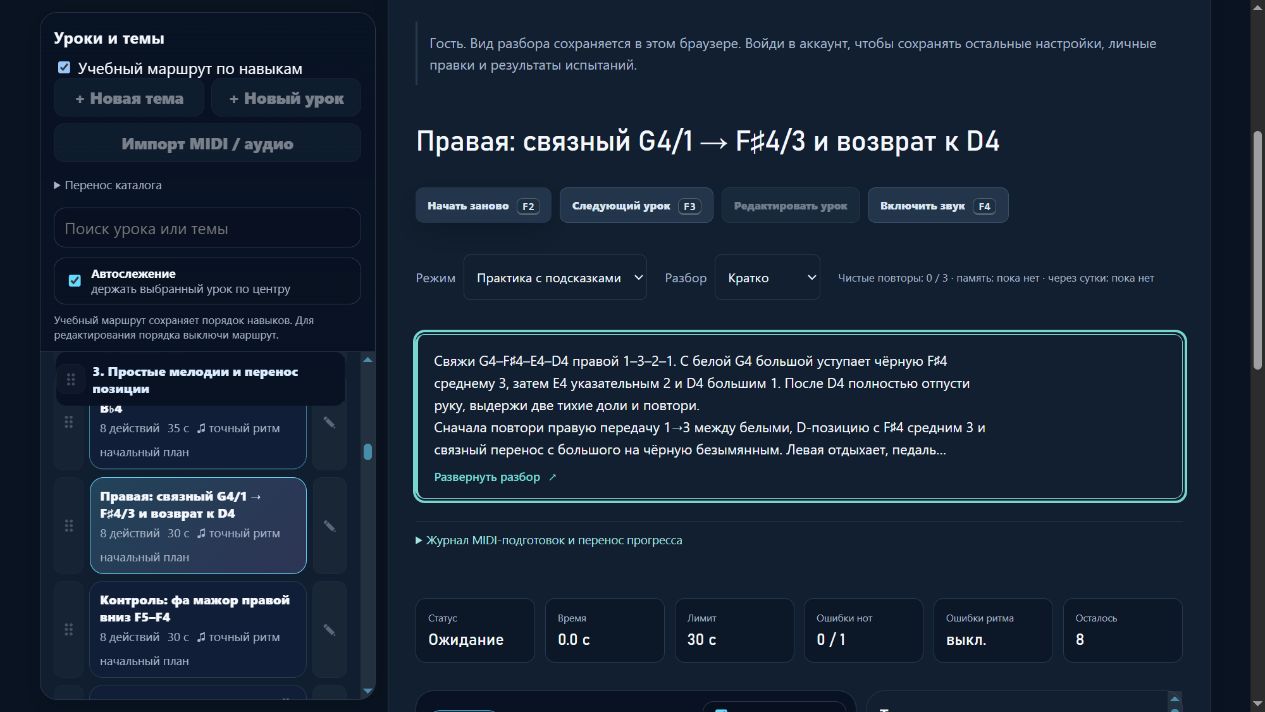 Уроки и темы
Учебный маршрут по навыкам
+ Новая тема
+ Новый урок
Импорт MIDI / аудио
Перенос каталога
Поиск урока или темы
Автослежение
держать выбранный урок по центру
Учебный маршрут сохраняет порядок навыков. Для
редактирования порядка выключи маршрут.
3. Простые мелодии и перенос
позиции
B♭4
8 действий 35 с ♫ точный ритм
начальный план
Правая: связный G4/1 →
F♯4/3 и возврат к D4
8 действий 30 с ♫ точный ритм
начальный план
Контроль: фа мажор правой
вниз F5–F4
8 действий 30 с ♫ точный ритм
начальный план
Гость. Вид разбора сохраняется в этом браузере. Войди в аккаунт, чтобы сохранять остальные настройки, личные
правки и результаты испытаний.
Правая: связный G4/1 → F♯4/3 и возврат к D4
Начать заново F2
Следующий урок F3
Редактировать урок
Включить звук F4
Режим
Практика с подсказками
Разбор
Кратко
Чистые повторы: 0 / 3 · память: пока нет · через сутки: пока нет
Свяжи G4–F♯4–E4–D4 правой 1–3–2–1. С белой G4 большой уступает чёрную F♯4
среднему 3, затем E4 указательным 2 и D4 большим 1. После D4 полностью отпусти
руку, выдержи две тихие доли и повтори.
Сначала повтори правую передачу 1→3 между белыми, D-позицию с F♯4 средним 3 и
связный перенос с большого на чёрную безымянным. Левая отдыхает, педаль...
Развернуть разбор ↗
Журнал MIDI-подготовок и перенос прогресса
Статус
Ожидание
Время
0.0 с
Лимит
30 с
Ошибки нот
0 / 1
Ошибки ритма
выкл.
Осталось
8